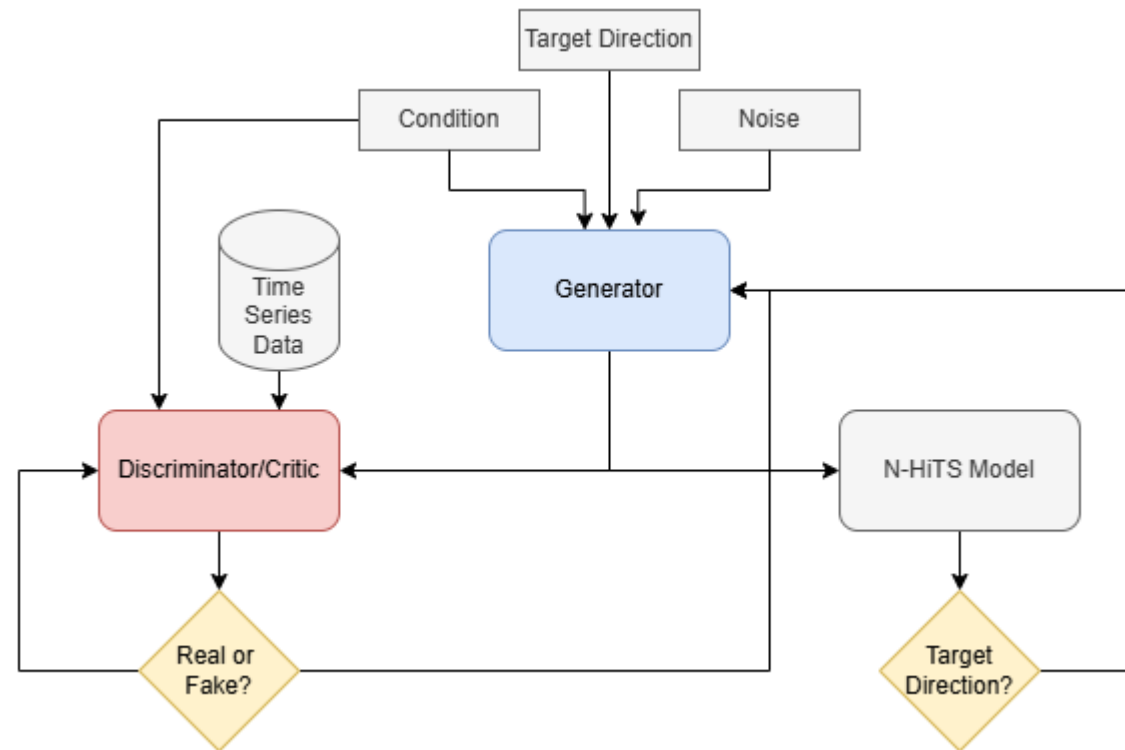 Target Direction
Condition
Noise
Time
Series
Data
Generator
Discriminator/Critic
N-HiTS Model
Real or
Fake?
Target
Direction?